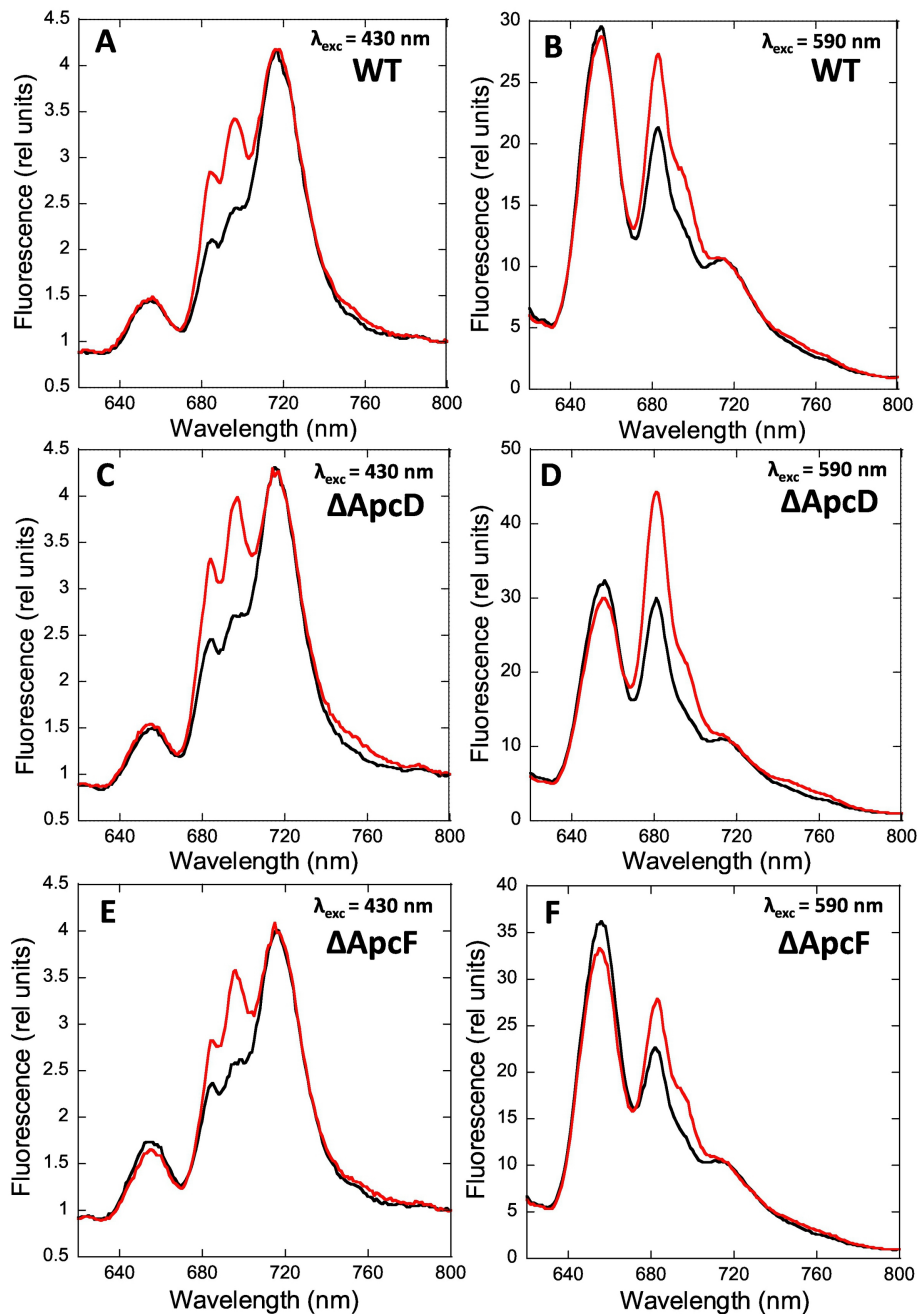 A
λexc = 430 nm
WT
Fluorescence (rel units)
4.5
4
3.5
3
2.5
2
1.5
1
0.5
640 680 720 760 800
Wavelength (nm)
B
λexc = 590 nm
WT
Fluorescence (rel units)
30
25
20
15
10
5
0
640 680 720 760 800
Wavelength (nm)
C
λexc = 430 nm
ΔApcD
Fluorescence (rel units)
4.5
4
3.5
3
2.5
2
1.5
1
0.5
640 680 720 760 800
Wavelength (nm)
D
λexc = 590 nm
ΔApcD
Fluorescence (rel units)
50
40
30
20
10
0
640 680 720 760 800
Wavelength (nm)
E
λexc = 430 nm
ΔApcF
Fluorescence (rel units)
4.5
4
3.5
3
2.5
2
1.5
1
0.5
640 680 720 760 800
Wavelength (nm)
F
λexc = 590 nm
ΔApcF
Fluorescence (rel units)
40
35
30
25
20
15
10
5
0
640 680 720 760 800
Wavelength (nm)